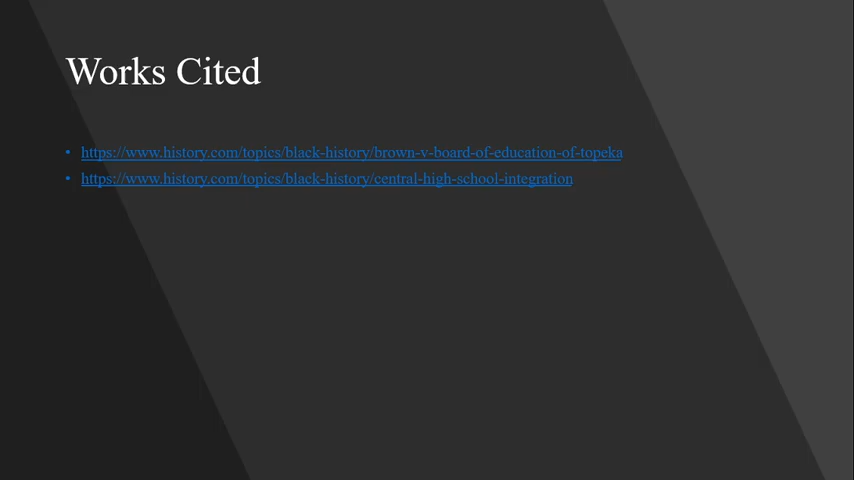 Works Cited
• https://www.history.com/topics/black-history/brown-v-board-of-education-of-topeka
• https://www.history.com/topics/black-history/central-high-school-integration